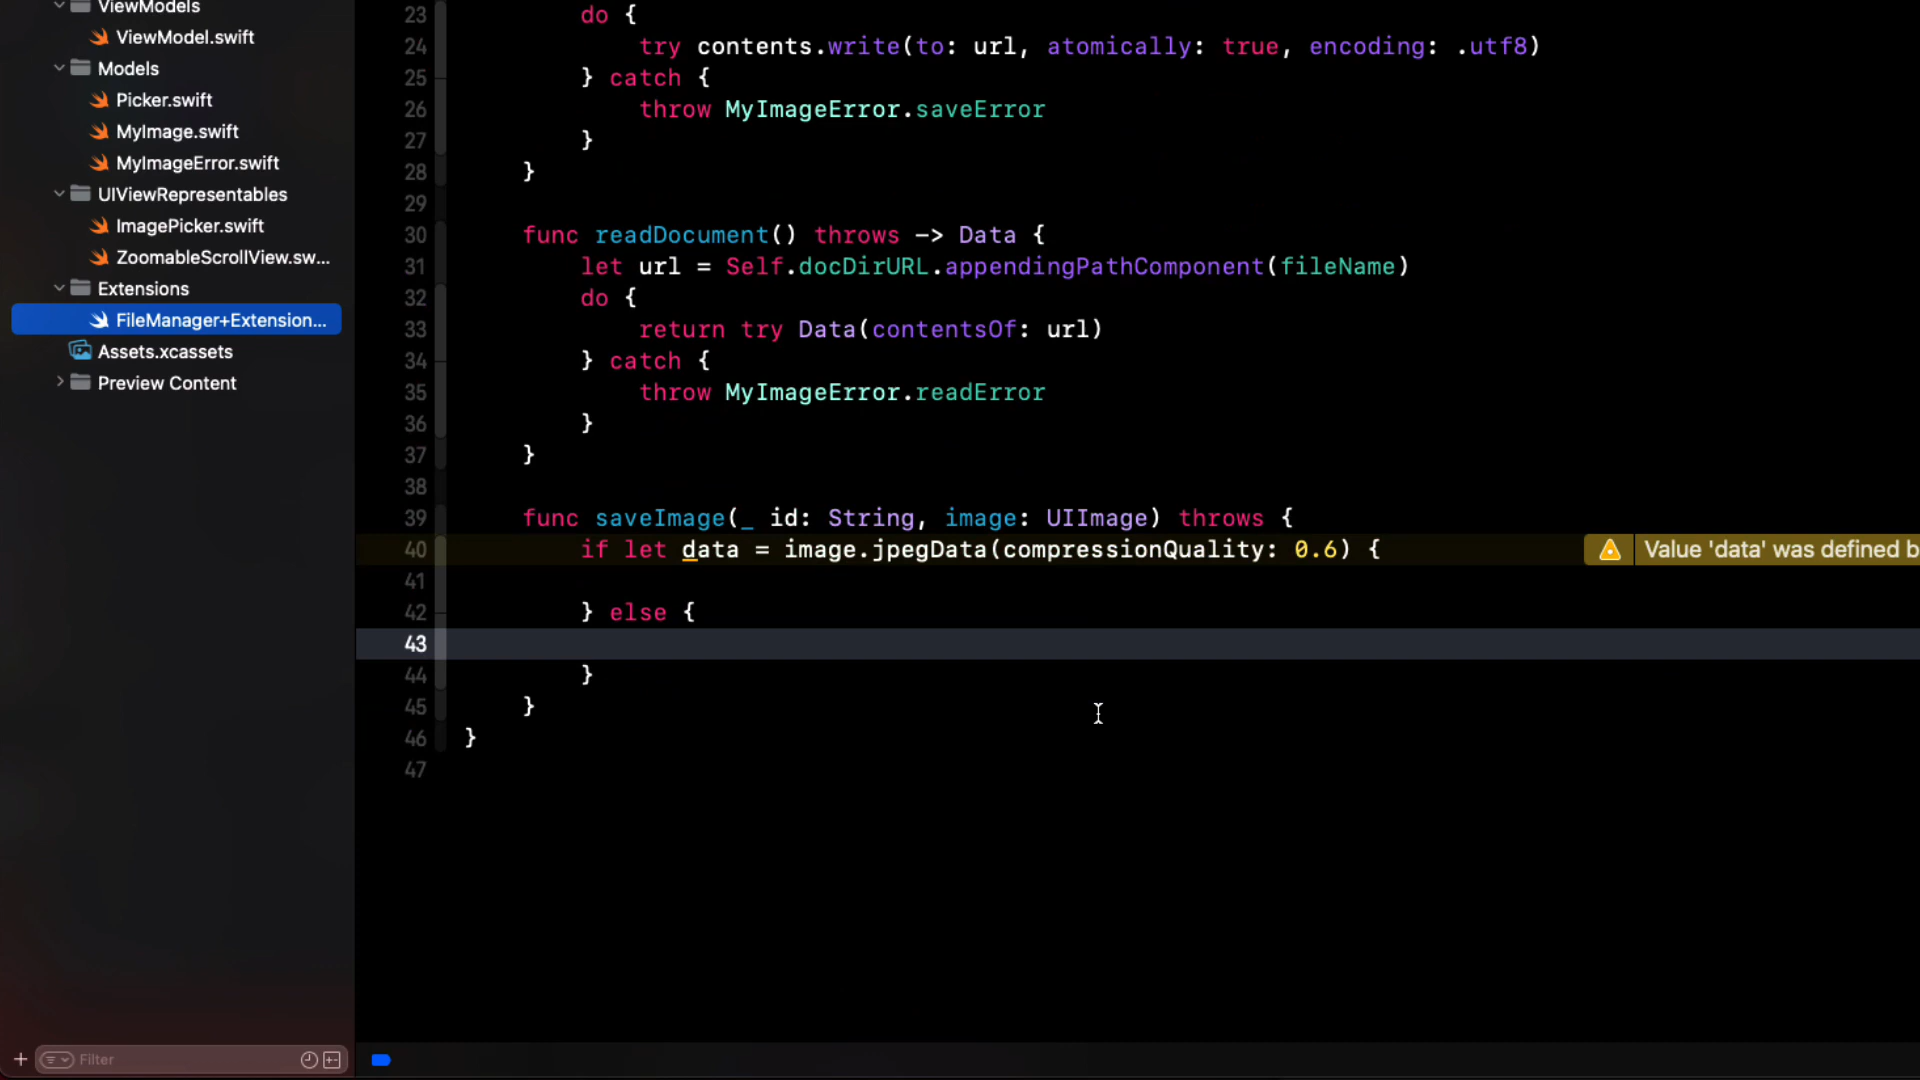 ViewModels
ViewModel.swift
Models
Picker.swift
MyImage.swift
MyImageError.swift
UIViewRepresentables
ImagePicker.swift
ZoomableScrollView.sw...
Extensions
FileManager+Extension...
Assets.xcassets
Preview Content
Filter
23 do {
24 try contents.write(to: url, atomically: true, encoding: .utf8)
25 } catch {
26 throw MyImageError.saveError
27 }
28 }
29
30 func readDocument() throws -> Data {
31 let url = Self.docDirURL.appendingPathComponent(fileName)
32 do {
33 return try Data(contentsOf: url)
34 } catch {
35 throw MyImageError.readError
36 }
37 }
38
39 func saveImage(_ id: String, image: UIImage) throws {
40 if let data = image.jpegData(compressionQuality: 0.6) { Value 'data' was defined b
41
42 } else {
43
44 }
45 }
46 }
47